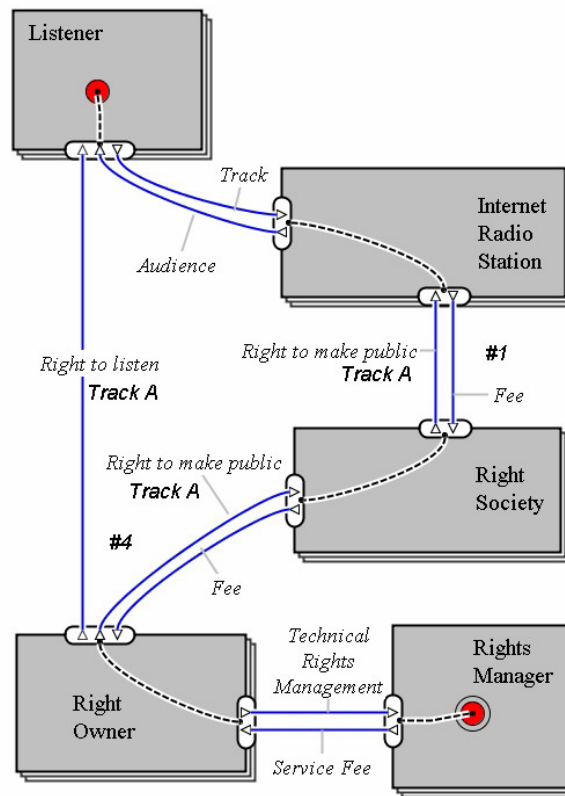 Listener
Track
Internet
Radio
Station
Audience
Right to make public
Track A
#1
Right to listen
Track A
Fee
Right to make public
Track A
Right
Society
#4
Fee
Technical
Rights
Management
Rights
Manager
Right
Owner
Service Fee